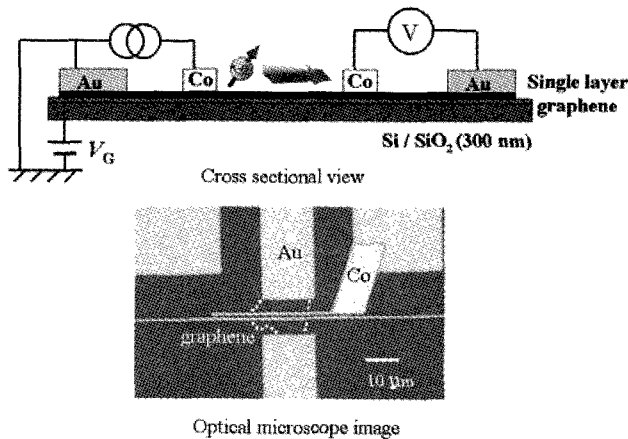 V
Au
Co
Co
Au
Single layer
graphene
V_G
Si / SiO₂ (300 nm)
Cross sectional view
Au
Co
graphene
10 μm
Optical microscope image